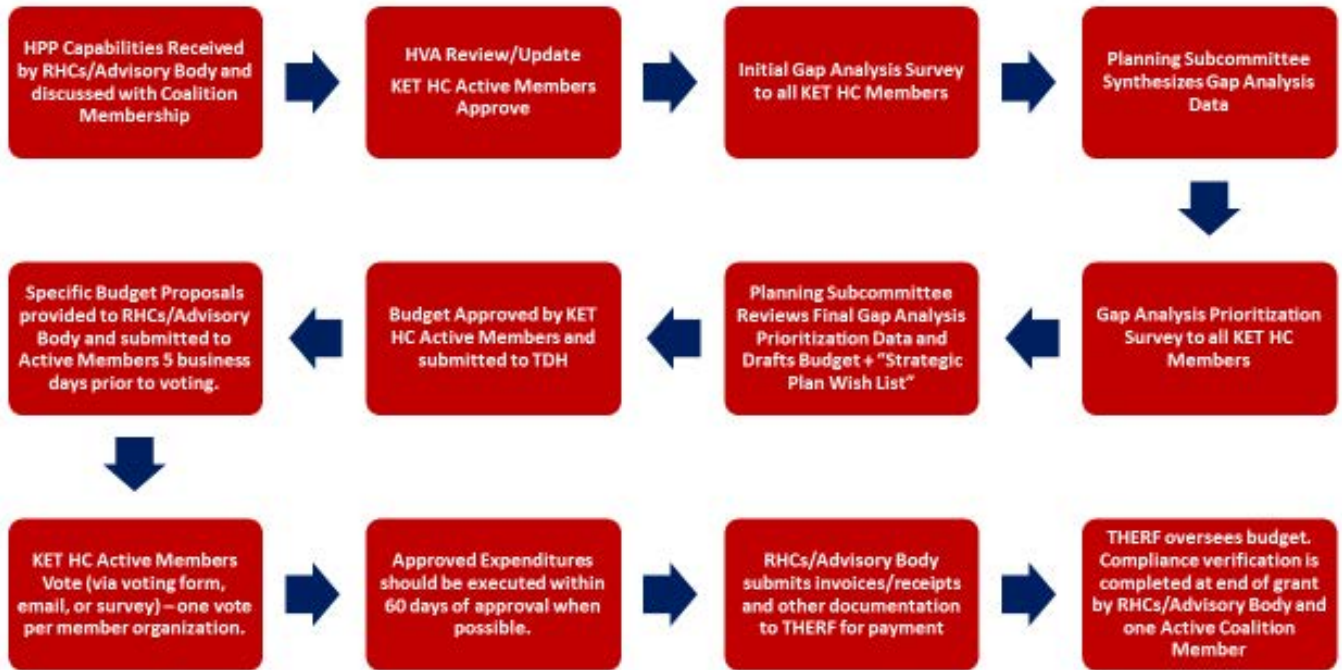 HPP Capabilities Received
by RHCs/Advisory Body and
discussed with Coalition
Membership
HVA Review/Update
KET HC Active Members
Approve
Initial Gap Analysis Survey
to all KET HC Members
Planning Subcommittee
Synthesizes Gap Analysis
Data
Gap Analysis Prioritization
Survey to all KET HC
Members
Planning Subcommittee
Reviews Final Gap Analysis
Prioritization Data and
Drafts Budget + “Strategic
Plan Wish List”
Budget Approved by KET
HC Active Members and
submitted to TDH
Specific Budget Proposals
provided to RHCs/Advisory
Body and submitted to
Active Members 5 business
days prior to voting.
KET HC Active Members
Vote (via voting form,
email, or survey) – one vote
per member organization.
Approved Expenditures
should be executed within
60 days of approval when
possible.
RHCs/Advisory Body
submits invoices/receipts
and other documentation
to THERF for payment
THERF oversees budget.
Compliance verification is
completed at end of grant
by RHCs/Advisory Body and
one Active Coalition
Member